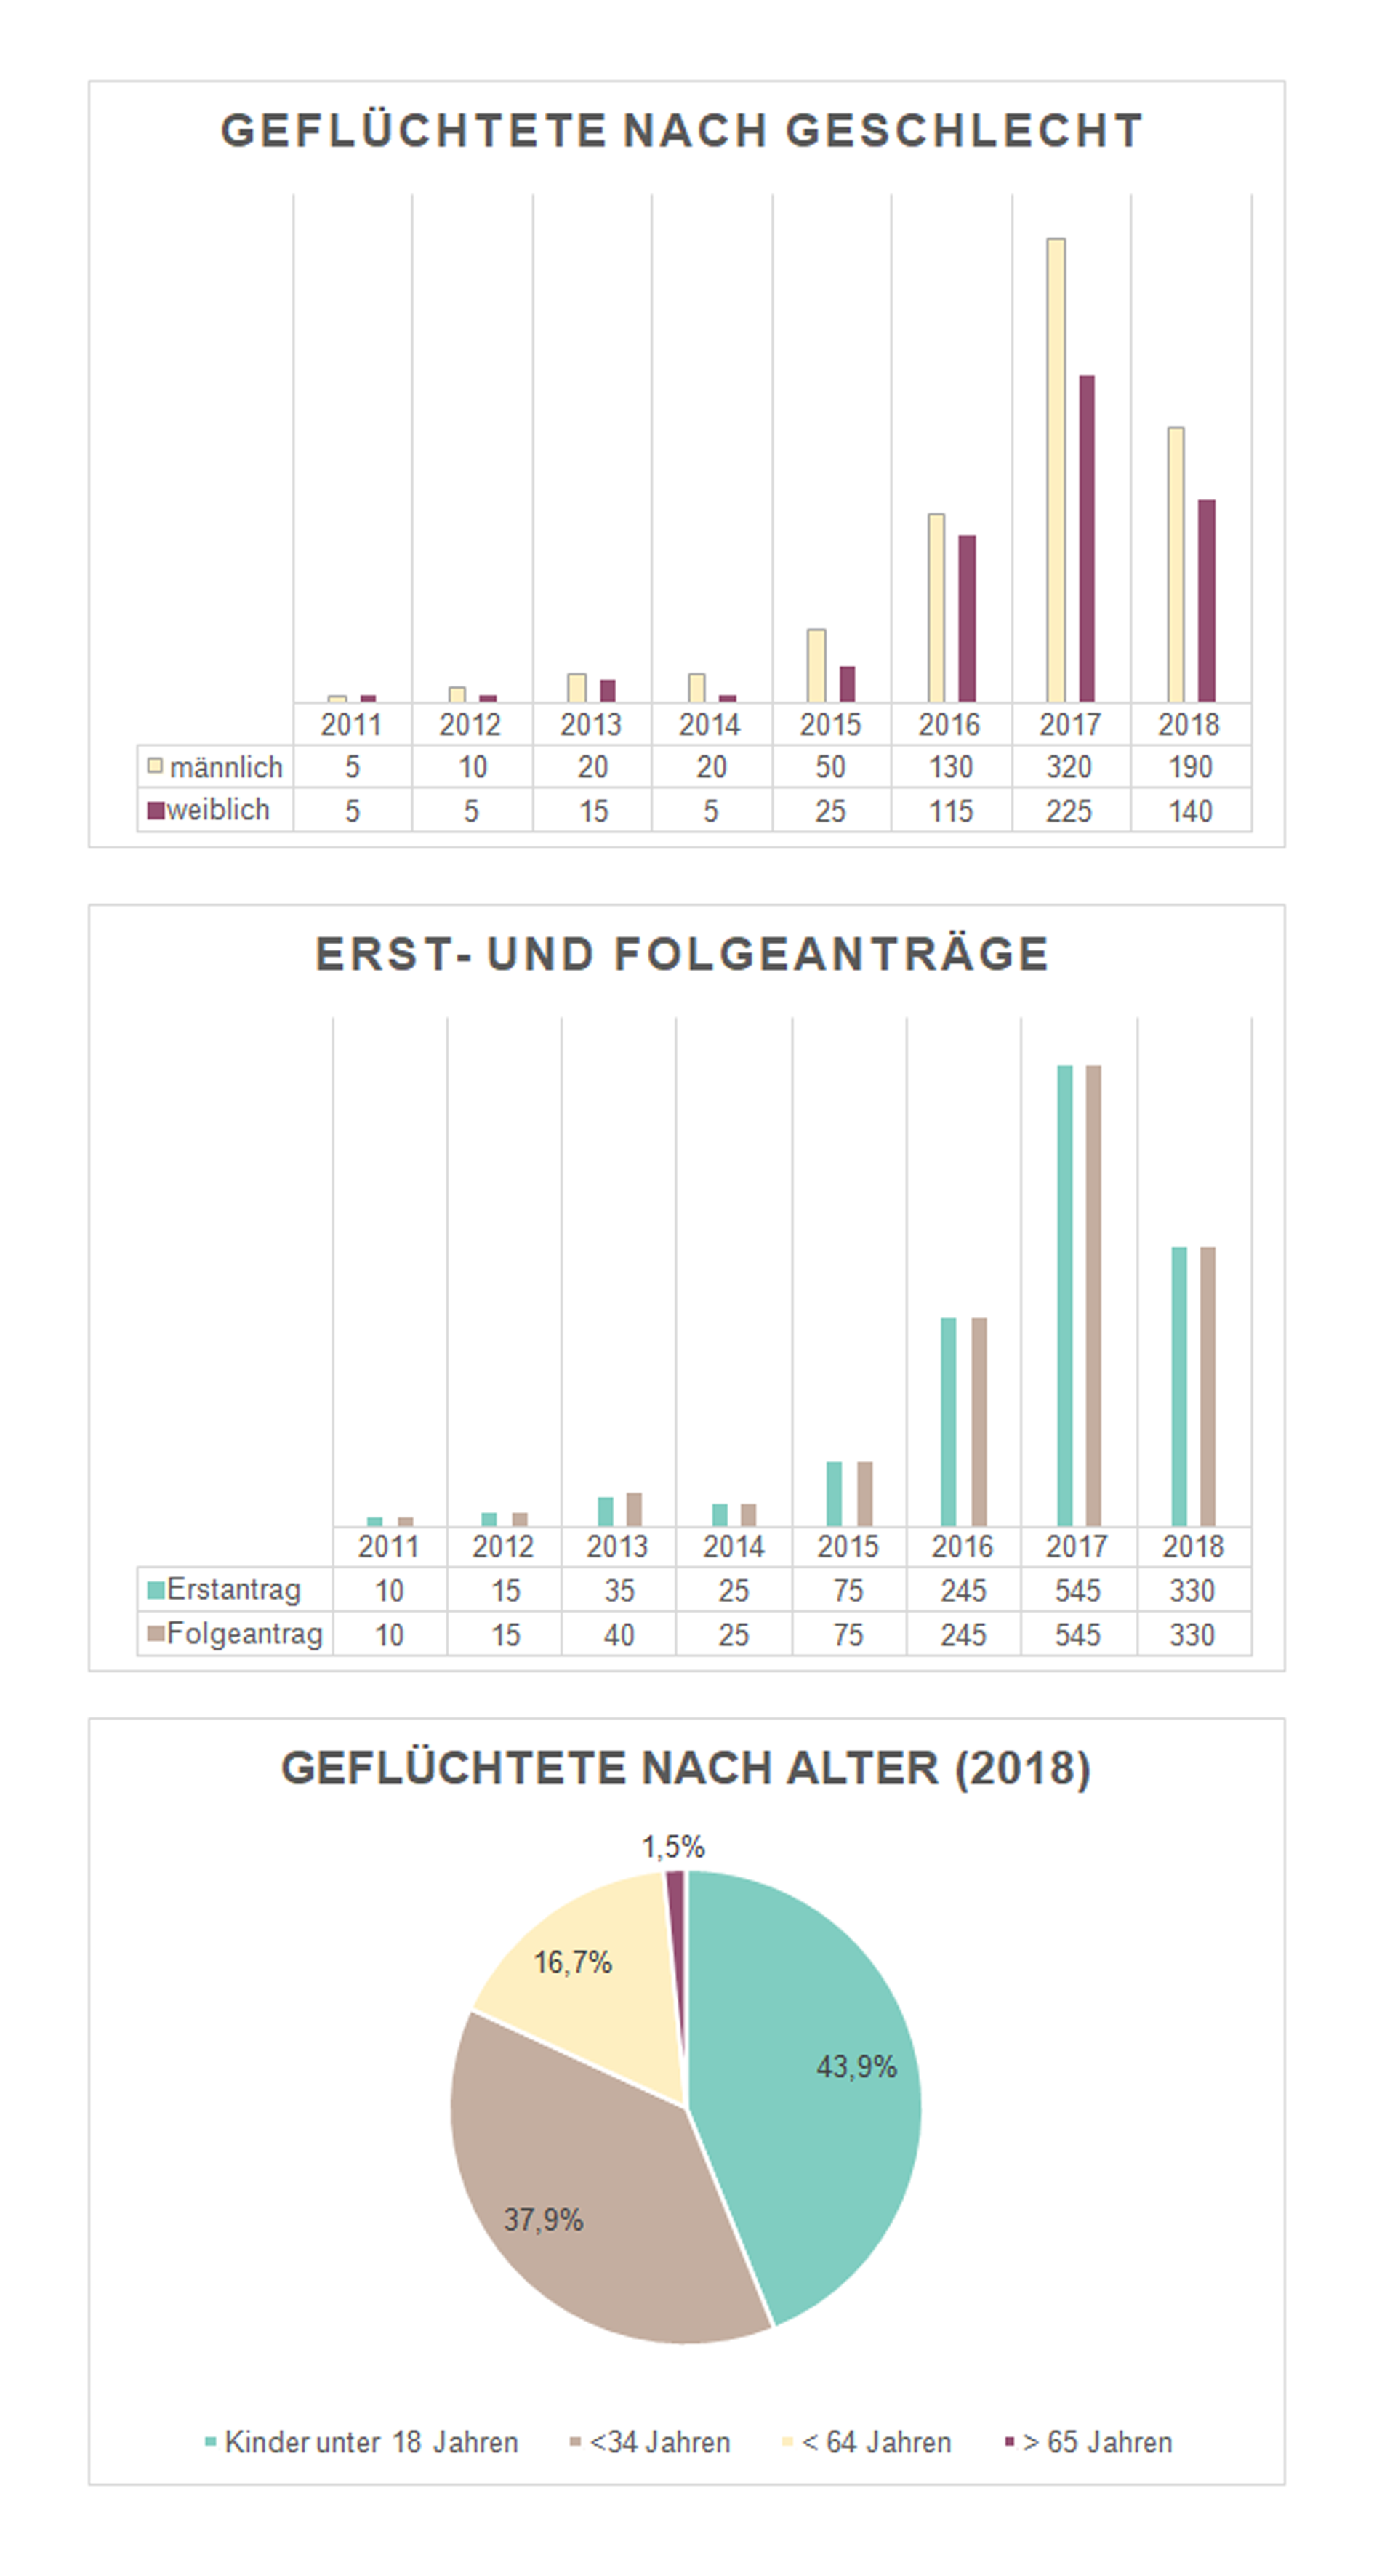 GEFLÜCHTETE NACH GESCHLECHT
2011 2012 2013 2014 2015 2016 2017 2018
männlich 5 10 20 20 50 130 320 190
weiblich 5 5 15 5 25 115 225 140
ERST- UND FOLGEANTRÄGE
2011 2012 2013 2014 2015 2016 2017 2018
Erstantrag 10 15 35 25 75 245 545 330
Folgeantrag 10 15 40 25 75 245 545 330
GEFLÜCHTETE NACH ALTER (2018)
1,5%
16,7%
43,9%
37,9%
Kinder unter 18 Jahren <34 Jahren < 64 Jahren > 65 Jahren